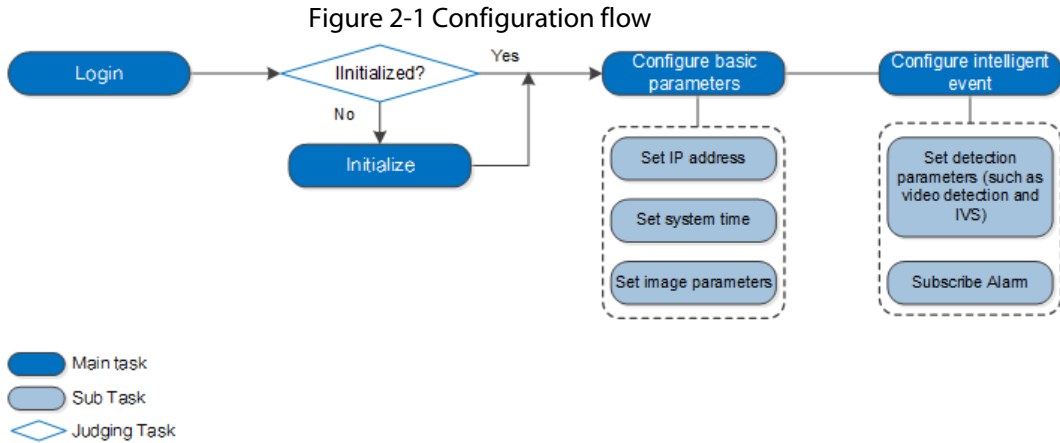 Figure 2-1 Configuration flow
Login
IInitialized?
Yes
No
Initialize
Configure basic
parameters
Set IP address
Set system time
Set image parameters
Configure intelligent
event
Set detection
parameters (such as
video detection and
IVS)
Subscribe Alarm
Main task
Sub Task
Judging Task